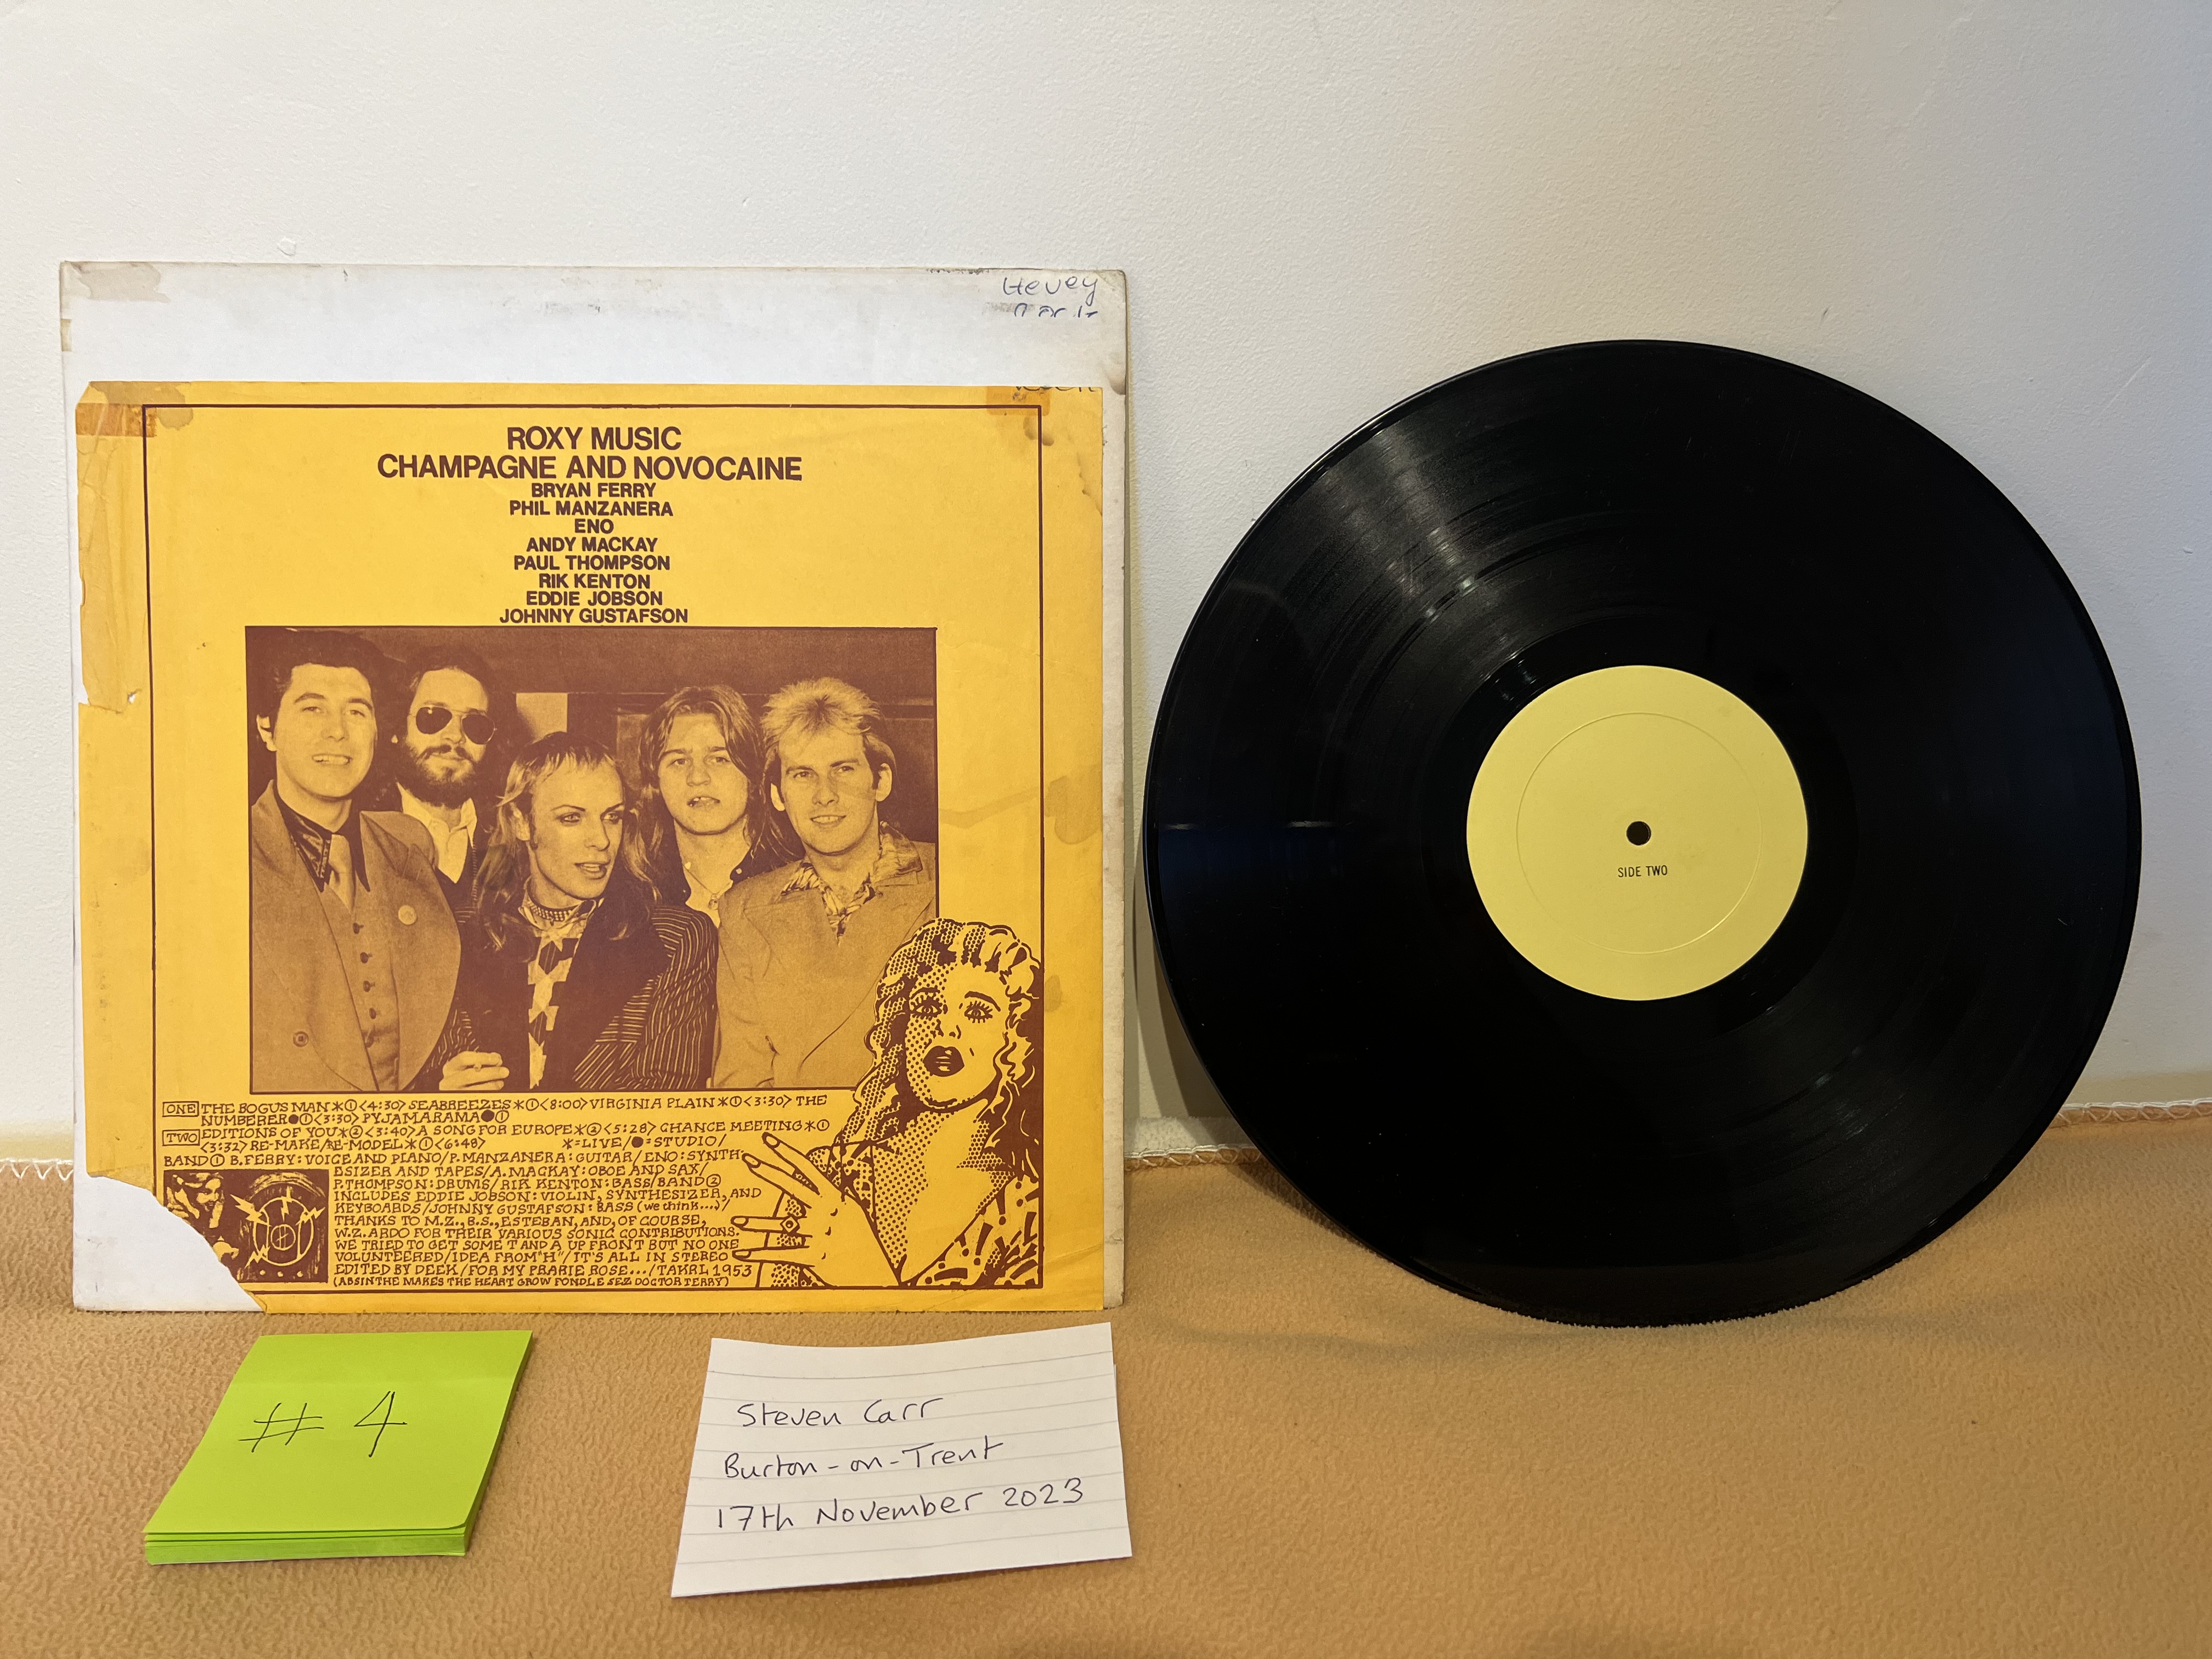 Hevey
ROXY MUSIC
CHAMPAGNE AND NOVOCAINE
BRYAN FERRY
PHIL MANZANERA
ENO
ANDY MACKAY
PAUL THOMPSON
RIK KENTON
EDDIE JOBSON
JOHNNY GUSTAFSON
ONE THE BOGUS MAN*①<4:30> SEABREEZES*①<8:00> VIRGINIA PLAIN*①<3:30> THE
NUMBERER●①<3:30> PYJAMARAMA●①
TWO EDITIONS OF YOU*②<3:40> A SONG FOR EUROPE*②<5:28> CHANCE MEETING*①
<3:32> RE-MAKE/RE-MODEL*①<6:48> *=LIVE/●=STUDIO/
BAND① B.FERRY: VOICE AND PIANO/P.MANZANERA: GUITAR/ENO: SYNTH-
ESIZER AND TAPES/A.MACKAY: OBOE AND SAX/
P.THOMPSON: DRUMS/RIK KENTON: BASS/BAND②
INCLUDES EDDIE JOBSON: VIOLIN, SYNTHESIZER, AND
KEYBOARDS/JOHNNY GUSTAFSON: BASS (we think...)/
THANKS TO M.Z., B.S., ESTEBAN, AND, OF COURSE,
W.Z. ARDO FOR THEIR VARIOUS SONIC CONTRIBUTIONS.
WE TRIED TO GET SOME T AND A UP FRONT BUT NO ONE
VOLUNTEERED/IDEA FROM "H"/IT'S ALL IN STEREO
EDITED BY DEEK/FOR MY PRARIE ROSE.../TAKRL 1953
(ABSINTHE MAKES THE HEART GROW FONDLE SEZ DOCTOR FERRY)
SIDE TWO
# 4
Steven Carr
Burton-on-Trent
17th November 2023